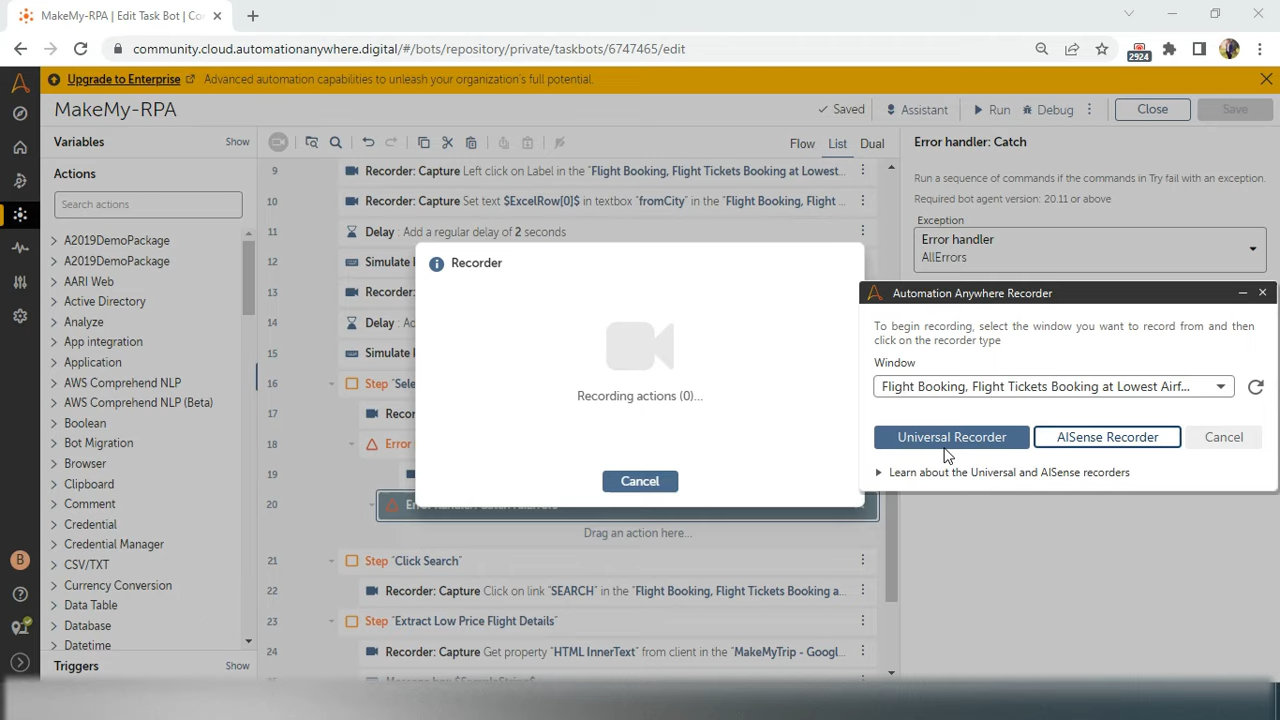 MakeMy-RPA | Edit Task Bot | Co
community.cloud.automationanywhere.digital/#/bots/repository/private/taskbots/6747465/edit
2924
Upgrade to Enterprise
Advanced automation capabilities to unleash your organization's full potential.
MakeMy-RPA
Saved
Assistant
Run
Debug
Close
Save
Variables
Show
Flow
List
Dual
Error handler: Catch
Actions
Search actions
A2019DemoPackage
A2019DemoPackage
AARI Web
Active Directory
Analyze
App integration
Application
AWS Comprehend NLP
AWS Comprehend NLP (Beta)
Boolean
Bot Migration
Browser
Clipboard
Comment
Credential
Credential Manager
CSV/TXT
Currency Conversion
Data Table
Database
Datetime
Triggers
Show
B
9 Recorder: Capture Left click on Label in the "Flight Booking, Flight Tickets Booking at Lowest...
10 Recorder: Capture Set text $ExcelRow[0]$ in textbox "fromCity" in the "Flight Booking, Flight ...
11 Delay : Add a regular delay of 2 seconds
12 Simulate
13 Recorder:
14 Delay : Ad
15 Simulate
16 Step "Sele
17 Reco
18 Error
19
20
Drag an action here...
21 Step "Click Search"
22 Recorder: Capture Click on link "SEARCH" in the "Flight Booking, Flight Tickets Booking a...
23 Step "Extract Low Price Flight Details"
24 Recorder: Capture Get property "HTML InnerText" from client in the "MakeMyTrip - Googl...
Message box $SampleString$
Run a sequence of commands if the commands in Try fail with an exception.
Required bot agent version: 20.11 or above
Exception
Error handler
AllErrors
Recorder
Recording actions (0)...
Cancel
Automation Anywhere Recorder
To begin recording, select the window you want to record from and then
click on the recorder type
Window
Flight Booking, Flight Tickets Booking at Lowest Airf...
Universal Recorder
AISense Recorder
Cancel
Learn about the Universal and AISense recorders